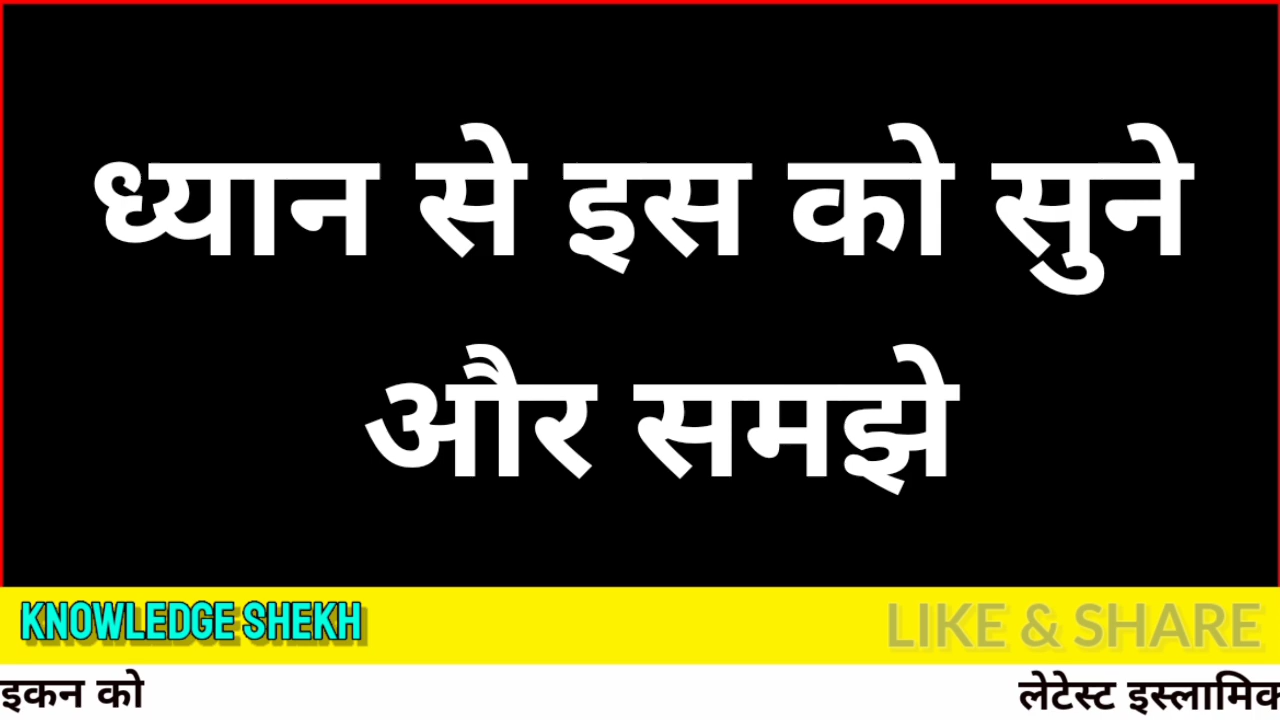 ध्यान से इस को सुने
और समझे
KNOWLEDGE SHEKH
LIKE & SHARE
इकन को
लेटेस्ट इस्लामिक